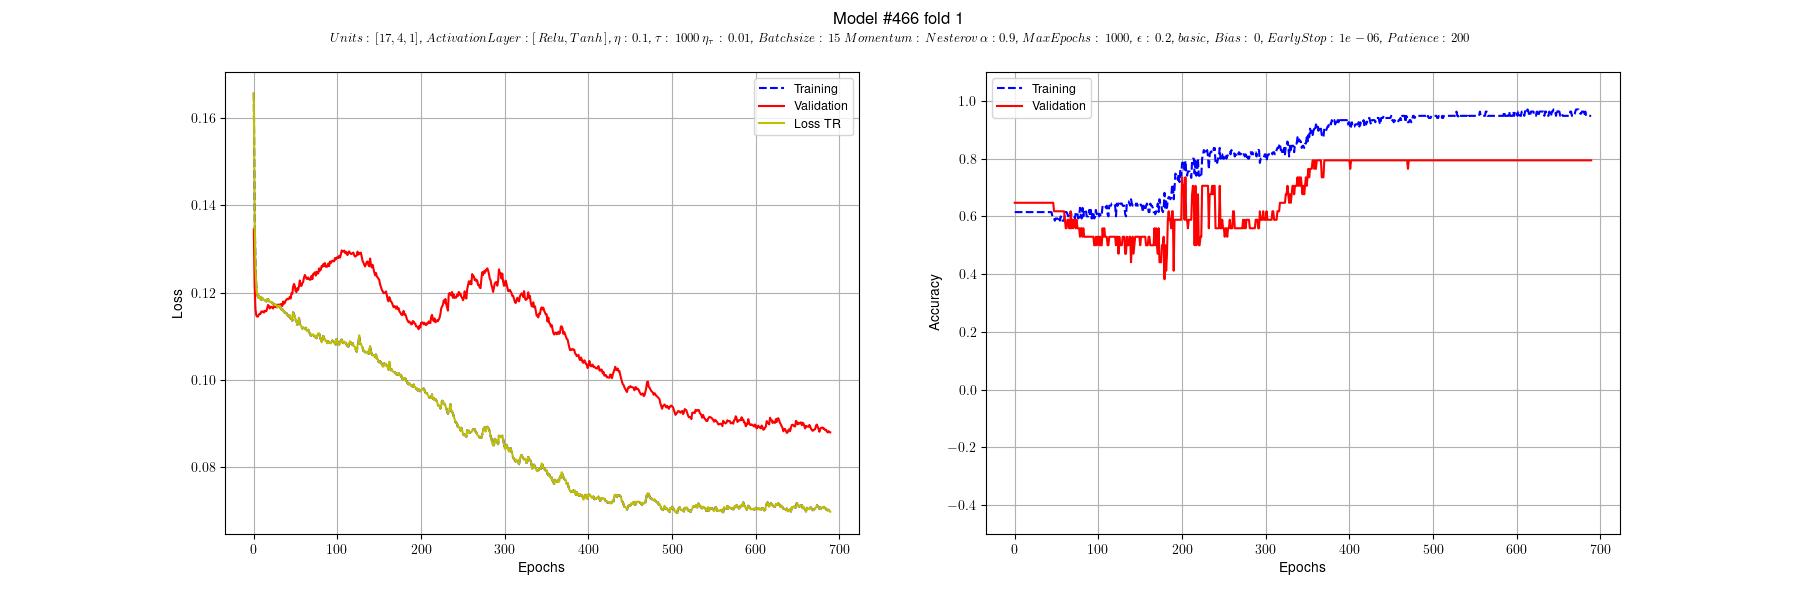 Model #466 fold 1
Units : [17, 4, 1], ActivationLayer : [Relu, Tanh], η : 0.1, τ : 1000 ητ : 0.01, Batchsize : 15 Momentum : Nesterov α : 0.9, MaxEpochs : 1000, ϵ : 0.2, basic, Bias : 0, EarlyStop : 1e − 06, Patience : 200
Training
Validation
Loss TR
0.16
0.14
0.12
0.10
0.08
Loss
0 100 200 300 400 500 600 700
Epochs
Training
Validation
1.0
0.8
0.6
0.4
0.2
0.0
−0.2
−0.4
Accuracy
0 100 200 300 400 500 600 700
Epochs